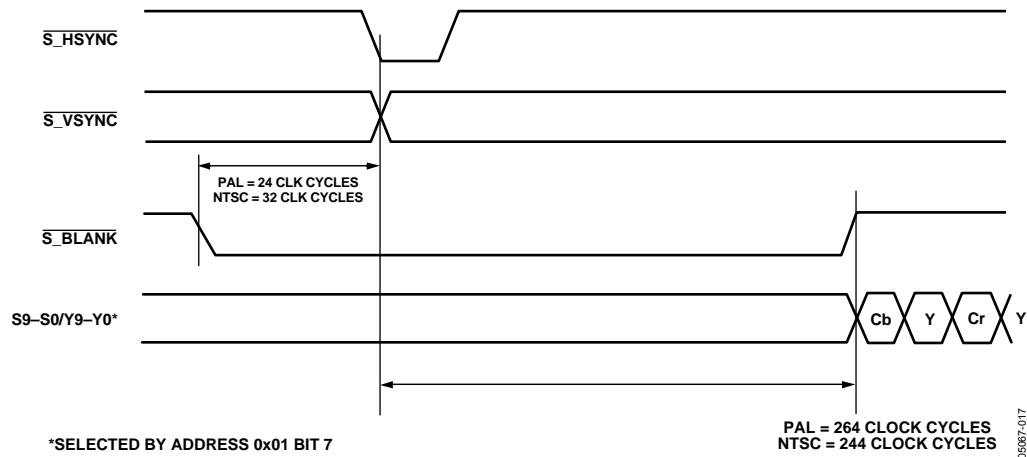 S_HSYNC
S_VSYNC
PAL = 24 CLK CYCLES
NTSC = 32 CLK CYCLES
S_BLANK
S9–S0/Y9–Y0*
Cb
Y
Cr
Y
*SELECTED BY ADDRESS 0x01 BIT 7
PAL = 264 CLOCK CYCLES
NTSC = 244 CLOCK CYCLES
05067-017